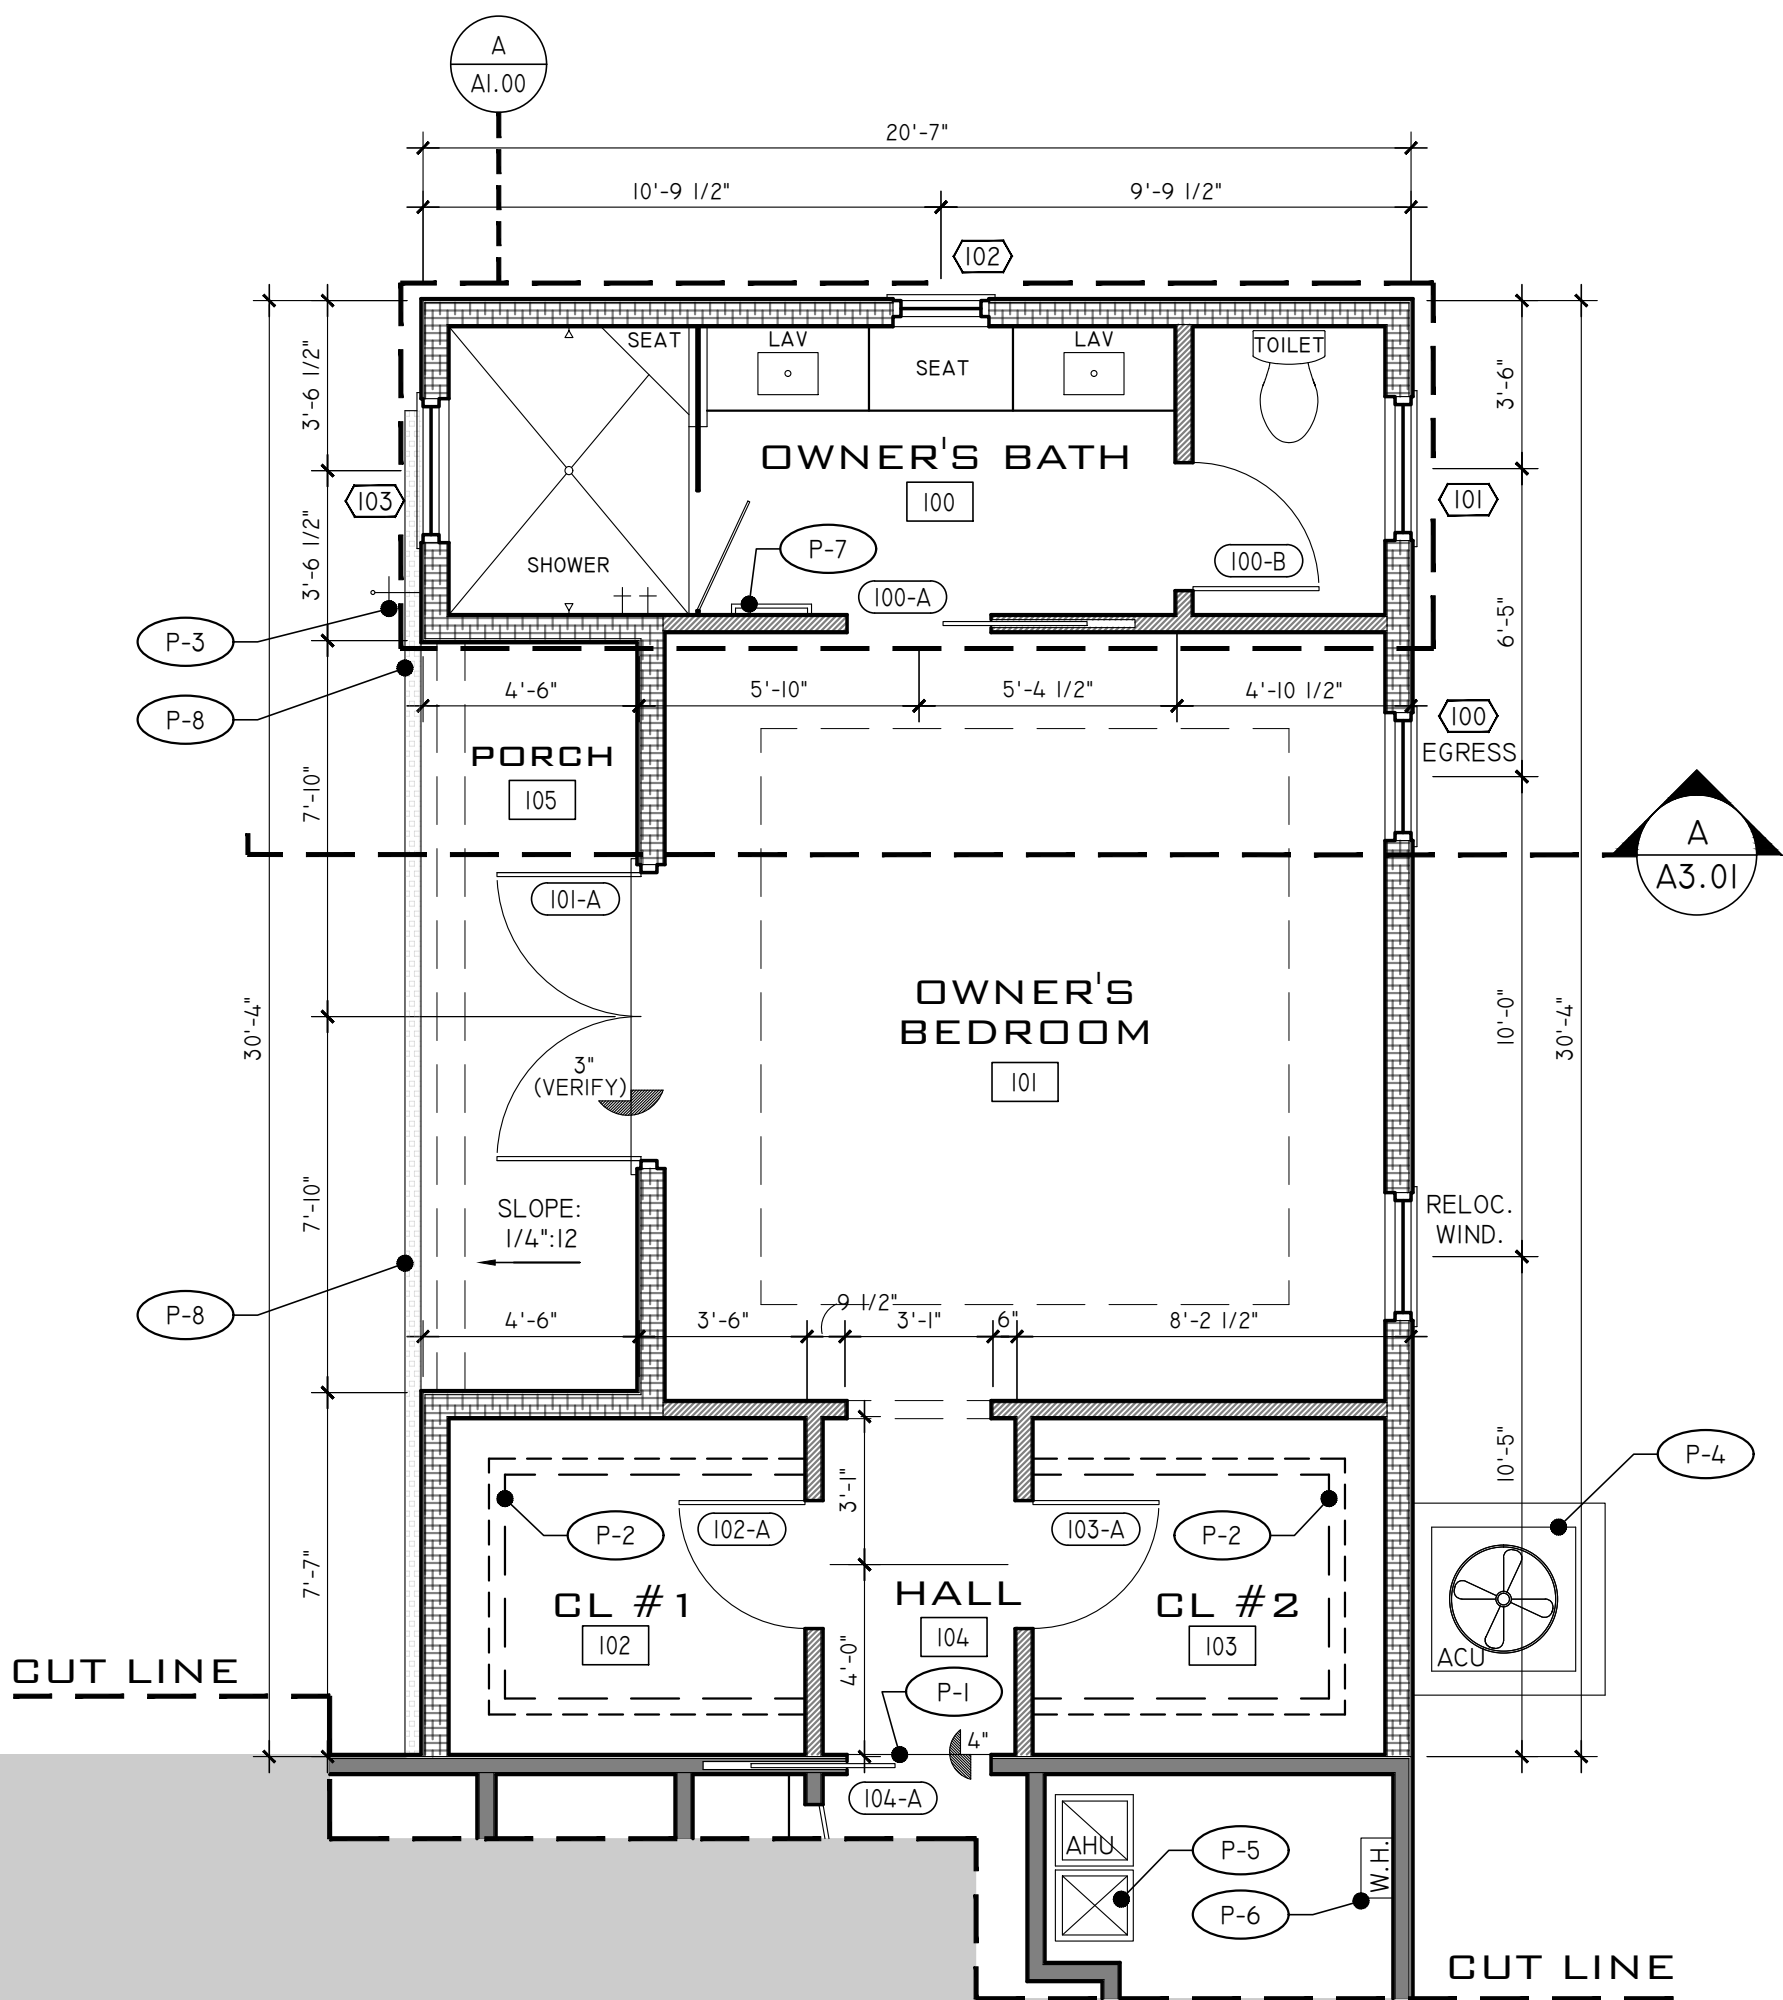 A
A1.00
20'-7"
10'-9 1/2"
9'-9 1/2"
102
3'-6 1/2"
SEAT
LAV
SEAT
LAV
TOILET
3'-6"
OWNER'S BATH
100
103
101
3'-6 1/2"
SHOWER
P-7
100-A
100-B
6'-5"
P-3
P-8
4'-6"
5'-10"
5'-4 1/2"
4'-10 1/2"
100
EGRESS
PORCH
105
7'-10"
A
A3.01
101-A
30'-4"
OWNER'S
BEDROOM
101
10'-0"
30'-4"
3"
(VERIFY)
7'-10"
SLOPE:
1/4":12
RELOC.
WIND.
P-8
4'-6"
3'-6"
9 1/2"
3'-1"
6"
8'-2 1/2"
10'-5"
P-4
3'-1"
P-2
102-A
103-A
P-2
7'-7"
CL #1
102
HALL
104
CL #2
103
4'-0"
ACU
CUT LINE
P-1
4"
104-A
AHU
P-5
W.H.
P-6
CUT LINE